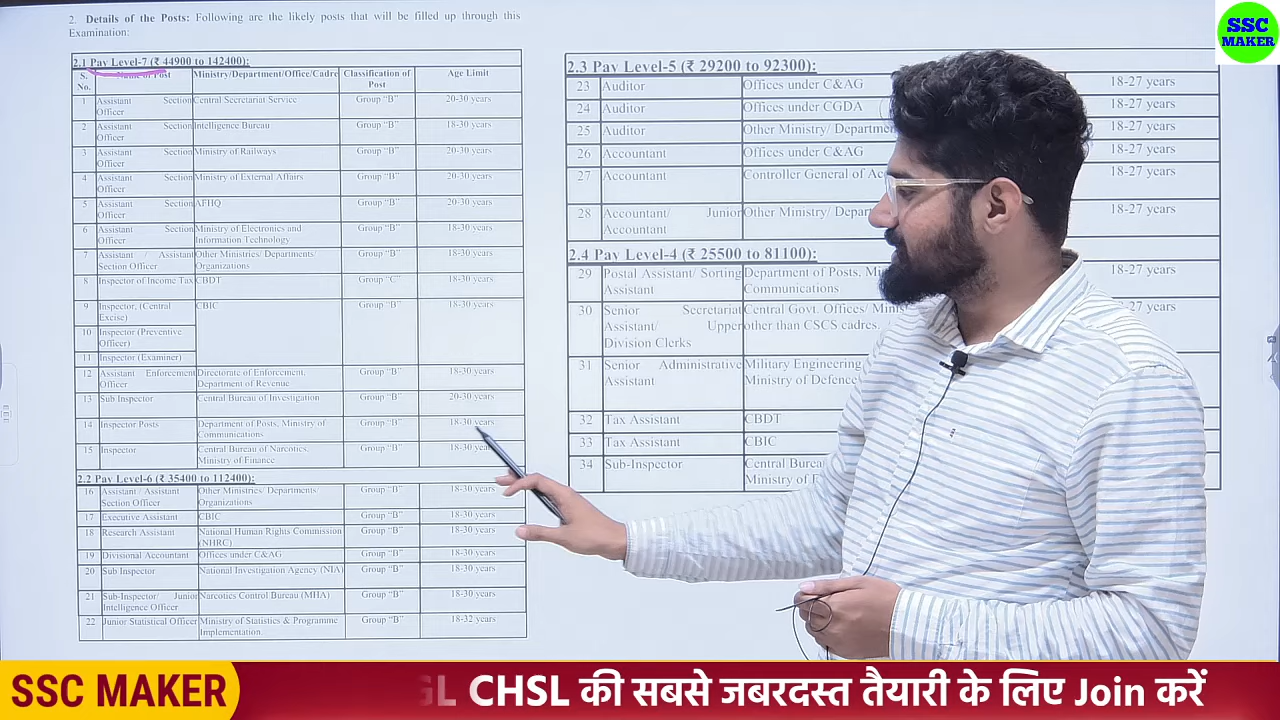 2. Details of the Posts: Following are the likely posts that will be filled up through this
Examination:
2.1 Pay Level-7 (₹ 44900 to 142400):
S. Post Ministry/Department/Office/Cadre Classification of Age Limit
No. Post
1 Assistant Section Central Secretariat Service Group "B" 20-30 years
Officer
2 Assistant Section Intelligence Bureau Group "B" 18-30 years
Officer
3 Assistant Section Ministry of Railways Group "B" 20-30 years
Officer
4 Assistant Section Ministry of External Affairs Group "B" 20-30 years
Officer
5 Assistant Section AFHQ Group "B" 20-30 years
Officer
6 Assistant Section Ministry of Electronics Group "B" 18-30 years
Officer Information Technology
7 Assistant / Assistant Other Ministries/ Departments/ Group "B" 18-30 years
Section Officer Organizations
8 Inspector of Income Tax CBDT Group "C" 18-30 years
9 Inspector, (Central CBIC Group "B" 18-30 years
Excise)
10 Inspector (Preventive
Officer)
11 Inspector (Examiner)
12 Assistant Enforcement Directorate of Enforcement, Group "B" 18-30 years
Officer Department of Revenue
13 Sub Inspector Central Bureau of Investigation Group "B" 20-30 years
14 Inspector Posts Department of Posts, Ministry of Group "B" 18-30 years
Communications
15 Inspector Central Bureau of Narcotics, Group "B" 18-30 years
Ministry of Finance
2.2 Pay Level-6 (₹ 35400 to 112400):
16 Assistant / Assistant Other Ministries/ Departments/ Group "B" 18-30 years
Section Officer Organizations
17 Executive Assistant CBIC Group "B" 18-30 years
18 Research Assistant National Human Rights Commission Group "B" 18-30 years
(NHRC)
19 Divisional Accountant Offices under C&AG Group "B" 18-30 years
20 Sub Inspector National Investigation Agency (NIA) Group "B" 18-30 years
21 Sub-Inspector/ Junior Narcotics Control Bureau (MHA) Group "B" 18-30 years
Intelligence Officer
22 Junior Statistical Officer Ministry of Statistics & Programme Group "B" 18-32 years
Implementation.
2.3 Pay Level-5 (₹ 29200 to 92300):
23 Auditor Offices under C&AG 18-27 years
24 Auditor Offices under CGDA 18-27 years
25 Auditor Other Ministry/ 18-27 years
26 Accountant Offices under C&AG 18-27 years
27 Accountant Controller General of 18-27 years
28 Accountant/ Junior Other Ministry/ 18-27 years
Accountant
2.4 Pay Level-4 (₹ 25500 to 81100):
29 Postal Assistant/ Sorting Department of Posts, 18-27 years
Assistant Communications
30 Senior Secretariat Central Govt. Offices/ -27 years
Assistant/ Upper other than CSCS cadres.
Division Clerks
31 Senior Administrative Military Engineering
Assistant Ministry of Defence
32 Tax Assistant CBDT
33 Tax Assistant CBIC
34 Sub-Inspector Central
Ministry of
SSC
MAKER
SSC MAKER GL CHSL की सबसे जबरदस्त तैयारी के लिए Join करें